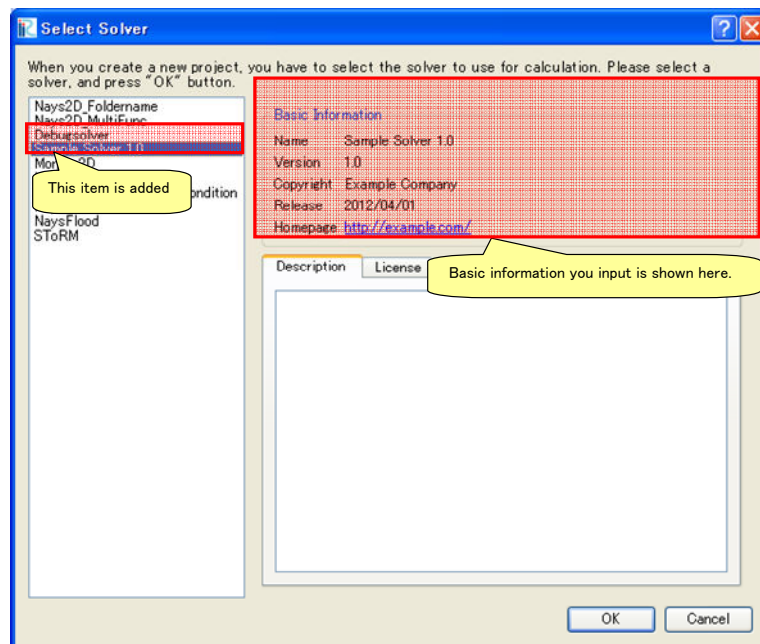 Select Solver
When you create a new project, you have to select the solver to use for calculation. Please select a
solver, and press "OK" button.
Nays2D_Foldername
Nays2D_MultiFunc
Debugsolver
Sample Solver 1.0
This item is added
ondition
NaysFlood
SToRM
Basic Information
Name Sample Solver 1.0
Version 1.0
Copyright Example Company
Release 2012/04/01
Homepage http://example.com/
Description
License
Basic information you input is shown here.
OK
Cancel